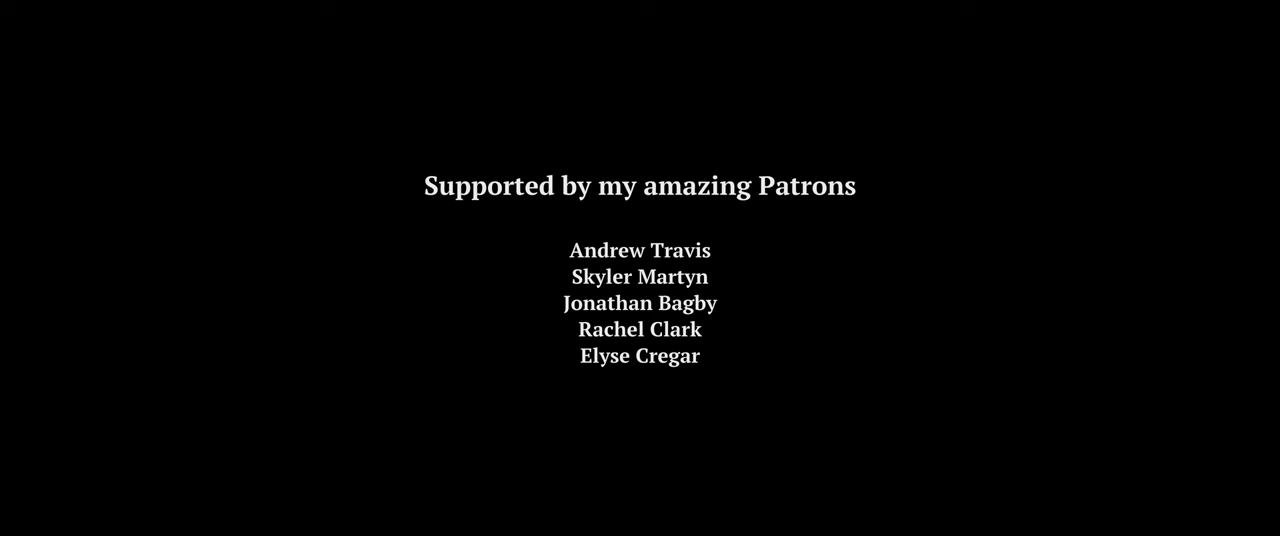 Supported by my amazing Patrons
Andrew Travis
Skyler Martyn
Jonathan Bagby
Rachel Clark
Elyse Cregar